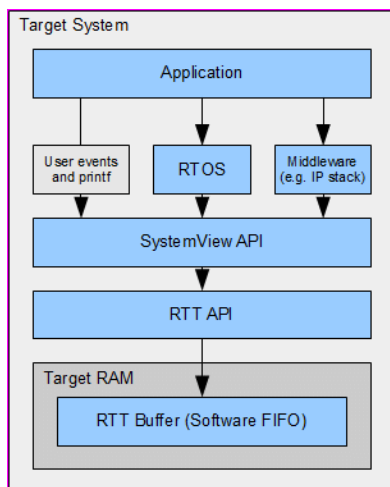 Target System
Application
User events
and printf
RTOS
Middleware
(e.g. IP stack)
SystemView API
RTT API
Target RAM
RTT Buffer (Software FIFO)